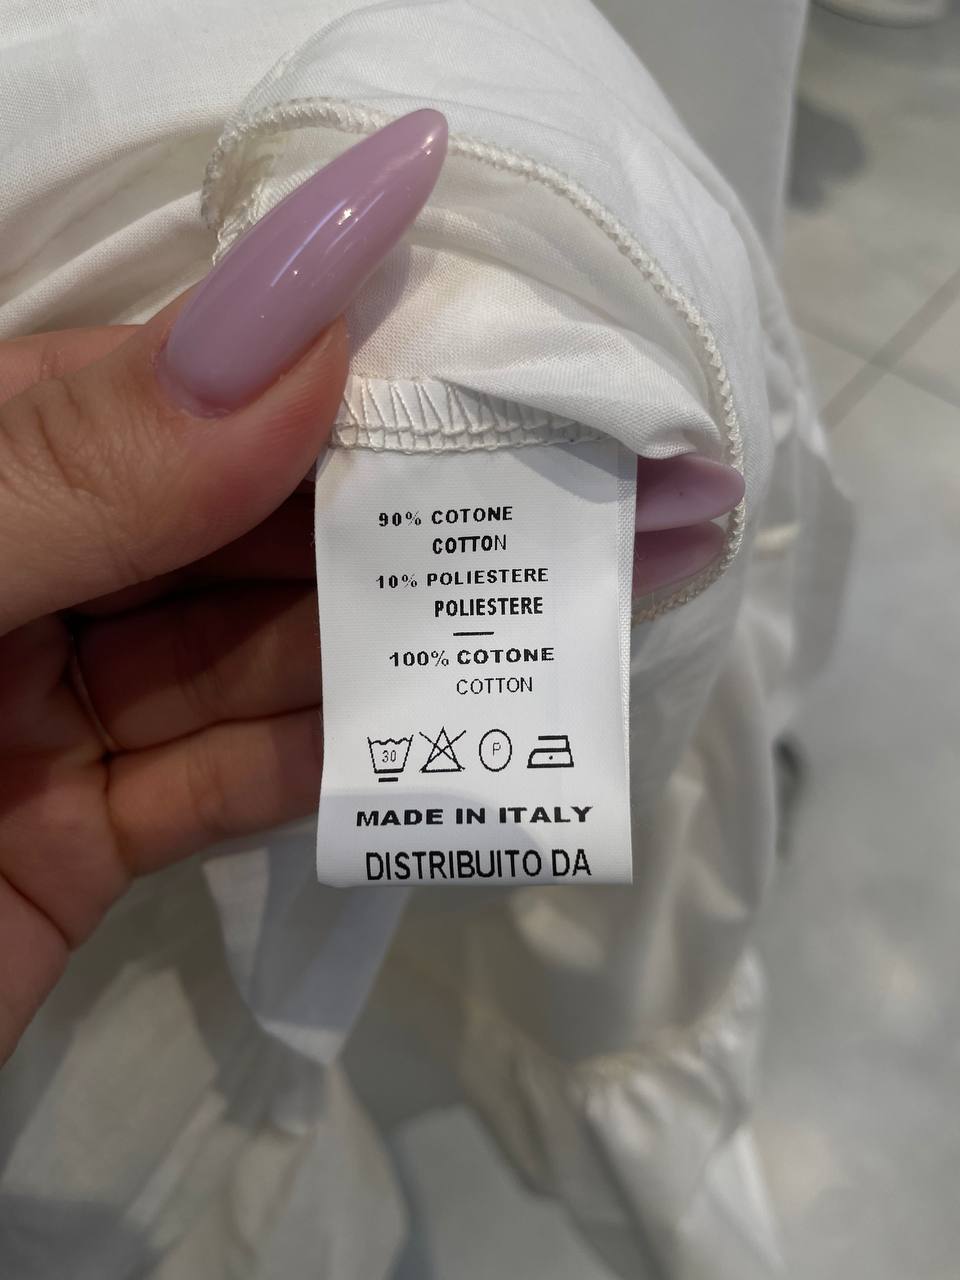 90% COTONE
COTTON
10% POLIESTERE
POLIESTERE
100% COTONE
COTTON
30 P
MADE IN ITALY
DISTRIBUITO DA